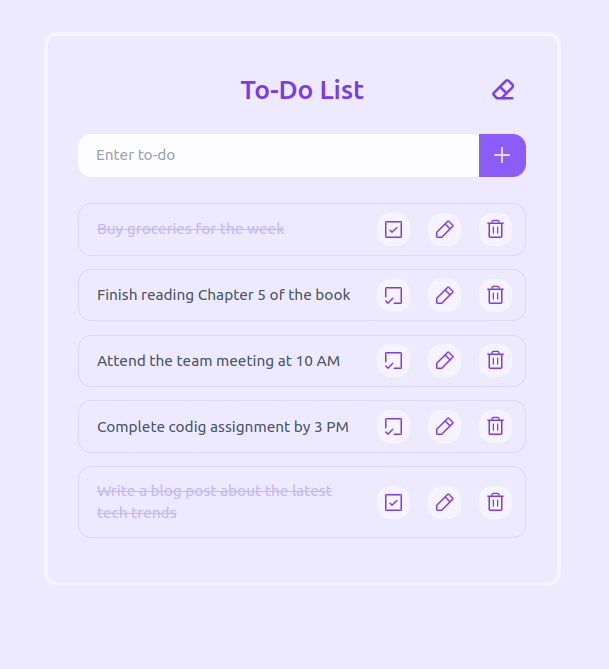 To-Do List
Enter to-do
Buy groceries for the week
Finish reading Chapter 5 of the book
Attend the team meeting at 10 AM
Complete codig assignment by 3 PM
Write a blog post about the latest
tech trends